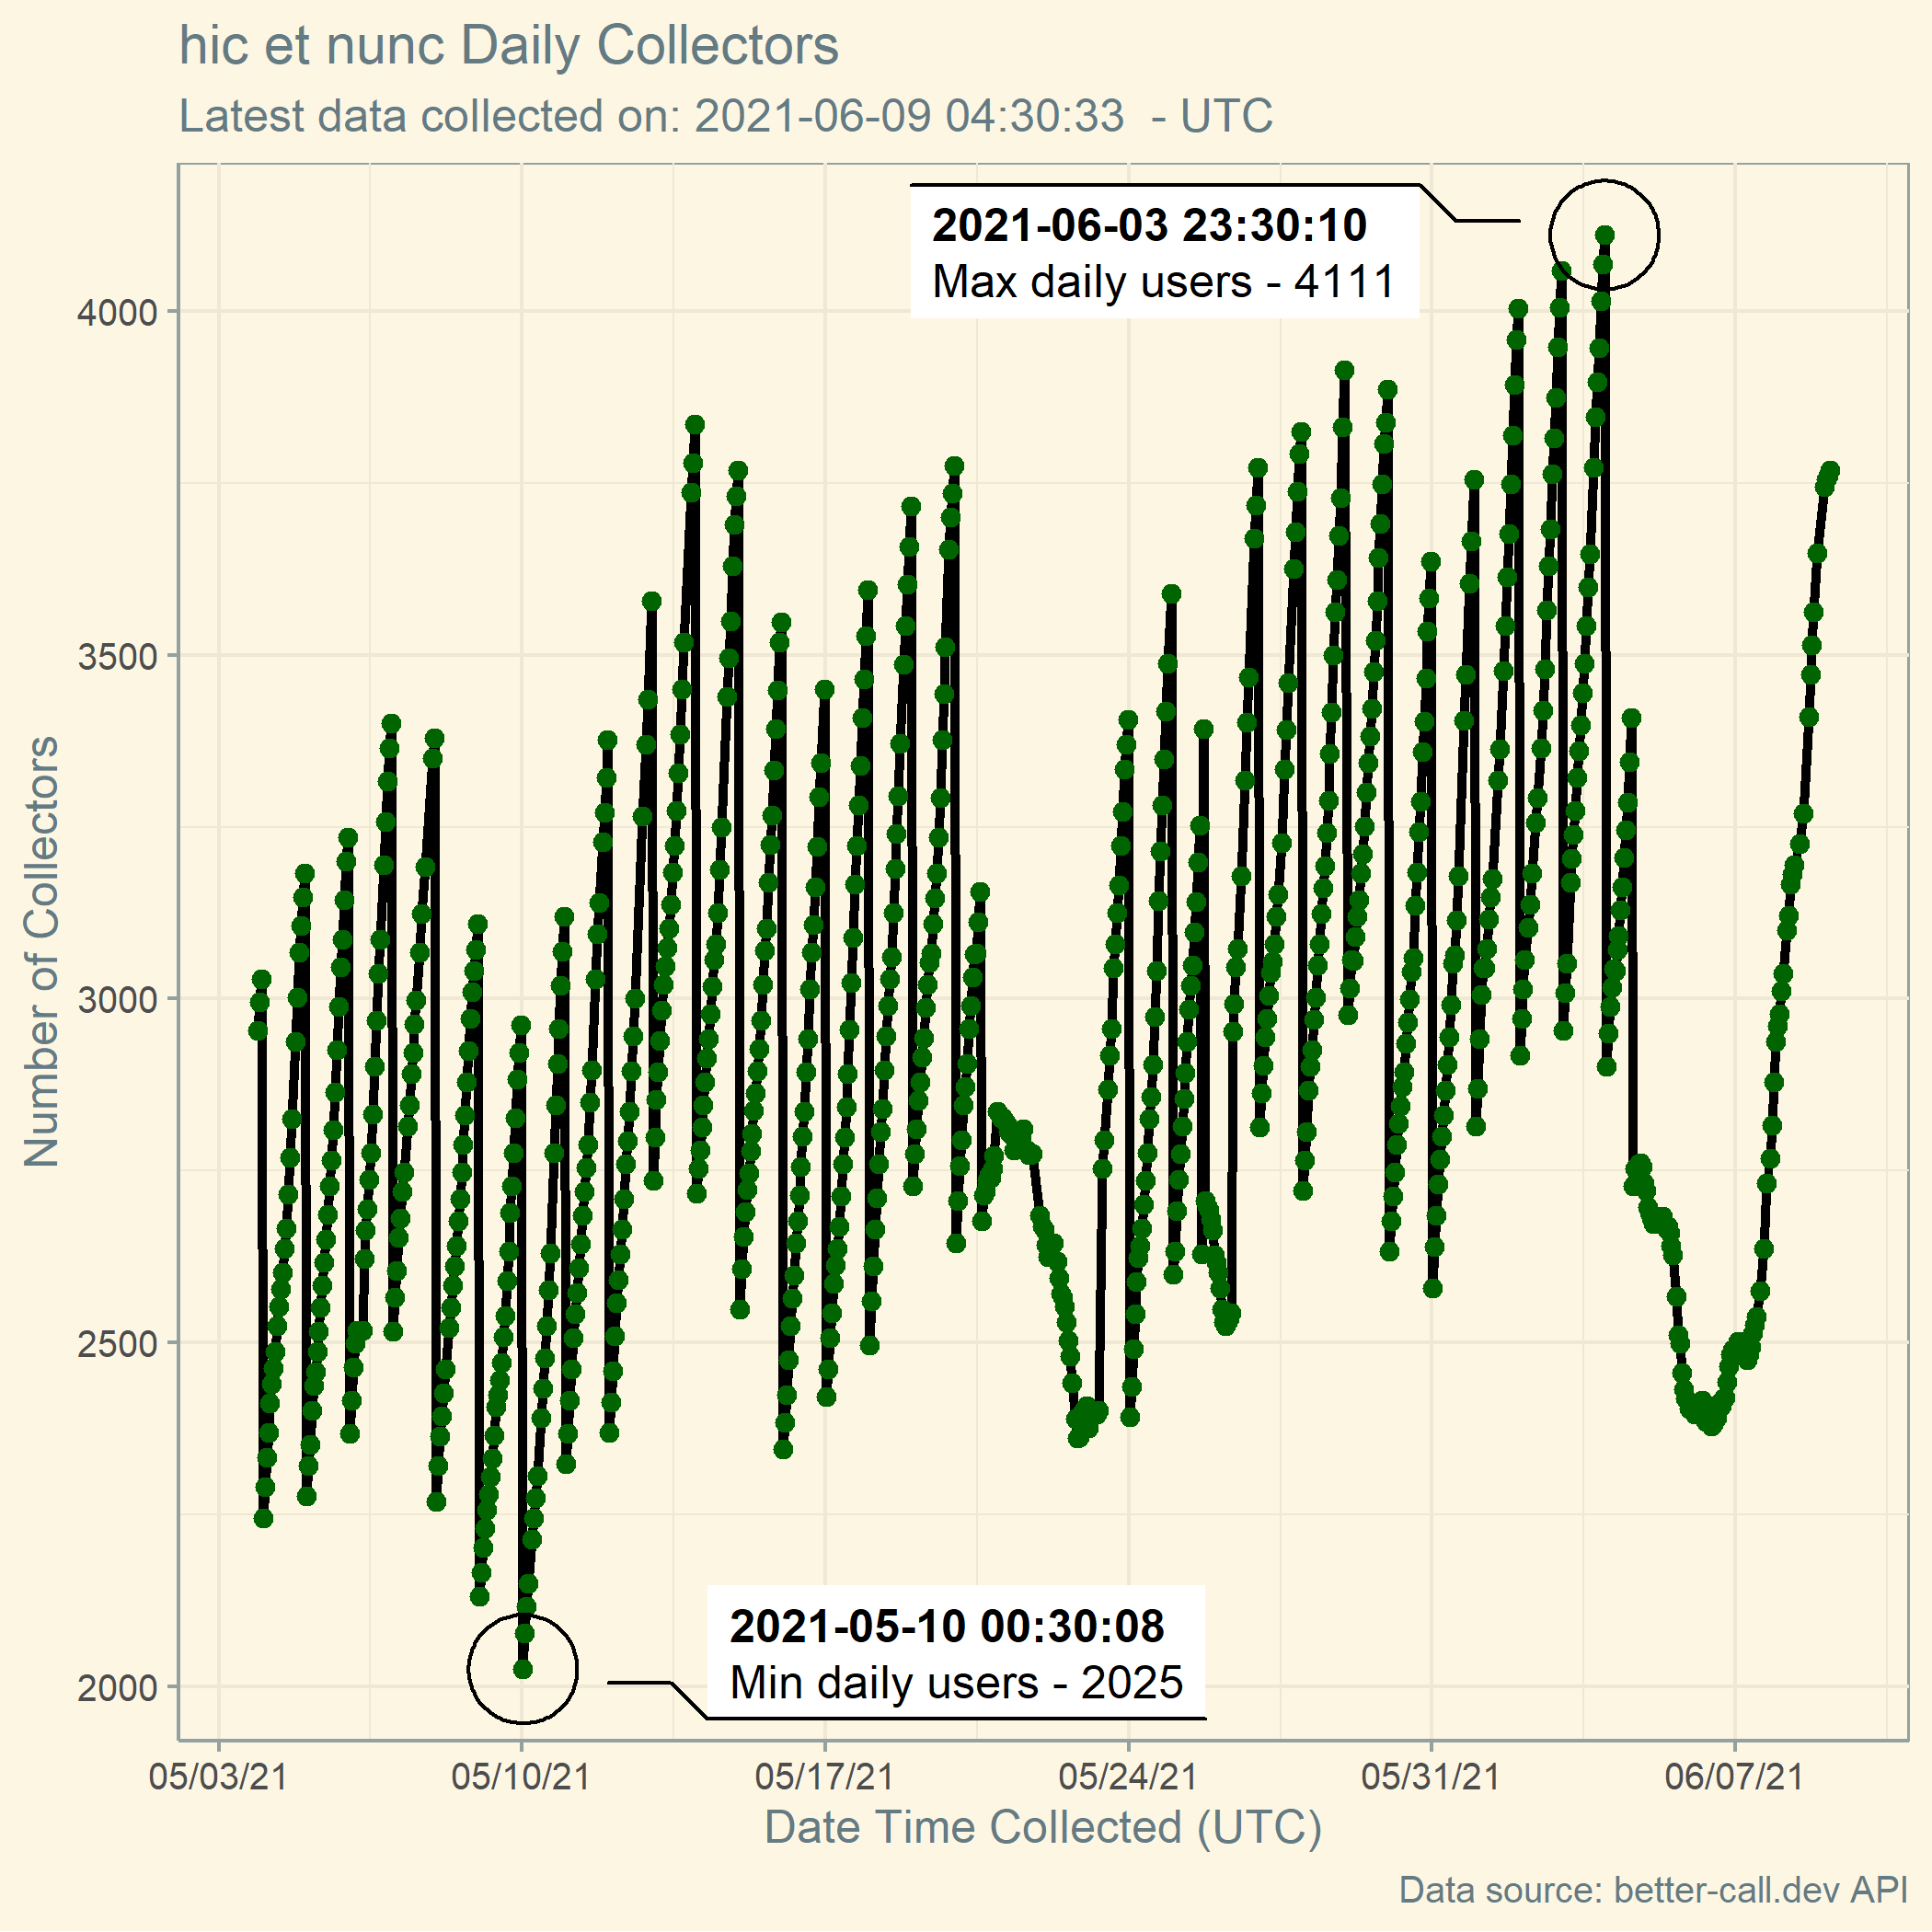 hic et nunc Daily Collectors
Latest data collected on: 2021-06-09 04:30:33  - UTC
2021-06-03 23:30:10
Max daily users - 4111
4000
3500
3000
2500
2000
Number of Collectors
2021-05-10 00:30:08
Min daily users - 2025
05/03/21 05/10/21 05/17/21 05/24/21 05/31/21 06/07/21
Date Time Collected (UTC)
Data source: better-call.dev API